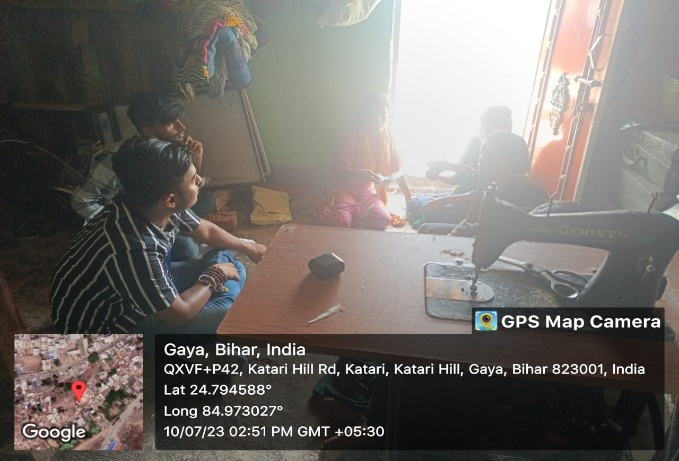 GPS Map Camera
Gaya, Bihar, India
QXVF+P42, Katari Hill Rd, Katari, Katari Hill, Gaya, Bihar 823001, India
Lat 24.794588°
Long 84.973027°
10/07/23 02:51 PM GMT +05:30
Google